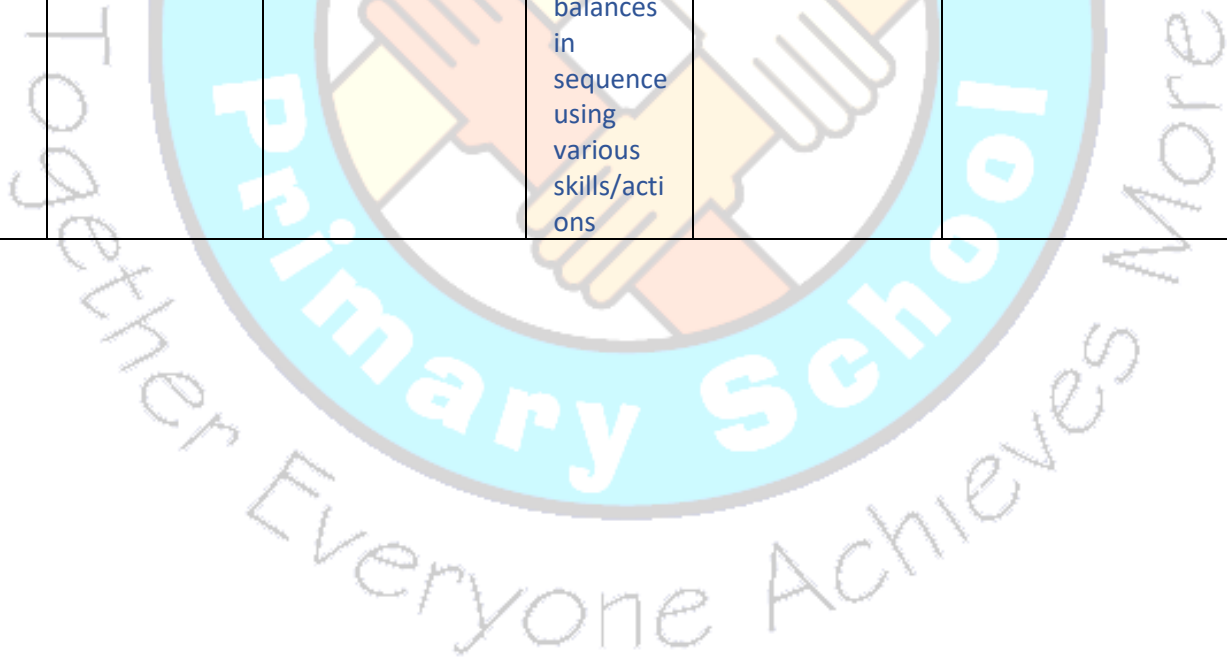 balances
in
sequence
using
various
skills/acti
ons
Primary School
Together Everyone Achieves More